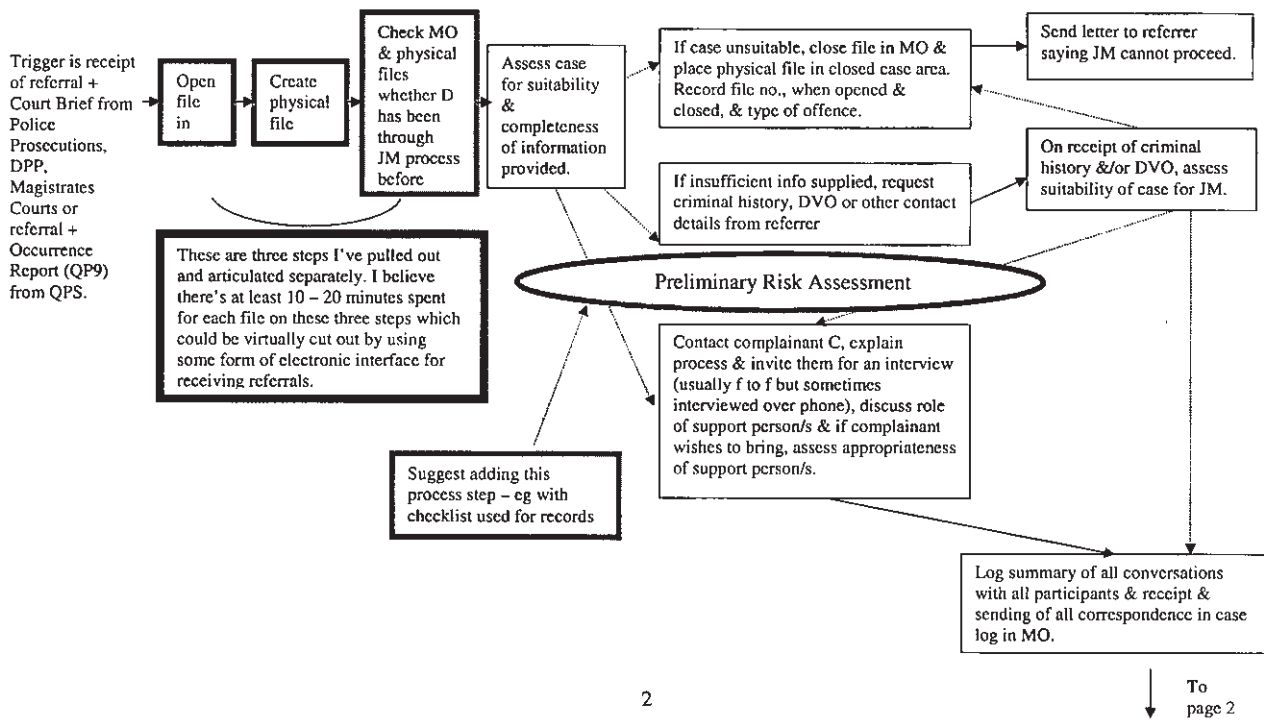 Trigger is receipt
of referral +
Court Brief from
Police
Prosecutions,
DPP,
Magistrates
Courts or
referral +
Occurrence
Report (QP9)
from QPS.
Open
file
in
Create
physical
file
Check MO
& physical
files
whether D
has been
through
JM process
before
Assess case
for suitability
&
completeness
of information
provided.
If case unsuitable, close file in MO &
place physical file in closed case area.
Record file no., when opened &
closed, & type of offence.
Send letter to referrer
saying JM cannot proceed.
If insufficient info supplied, request
criminal history, DVO or other contact
details from referrer
On receipt of criminal
history &/or DVO, assess
suitability of case for JM.
These are three steps I've pulled out
and articulated separately. I believe
there's at least 10 – 20 minutes spent
for each file on these three steps which
could be virtually cut out by using
some form of electronic interface for
receiving referrals.
Preliminary Risk Assessment
Contact complainant C, explain
process & invite them for an interview
(usually f to f but sometimes
interviewed over phone), discuss role
of support person/s & if complainant
wishes to bring, assess appropriateness
of support person/s.
Suggest adding this
process step – eg with
checklist used for records
Log summary of all conversations
with all participants & receipt &
sending of all correspondence in case
log in MO.
2
To
page 2